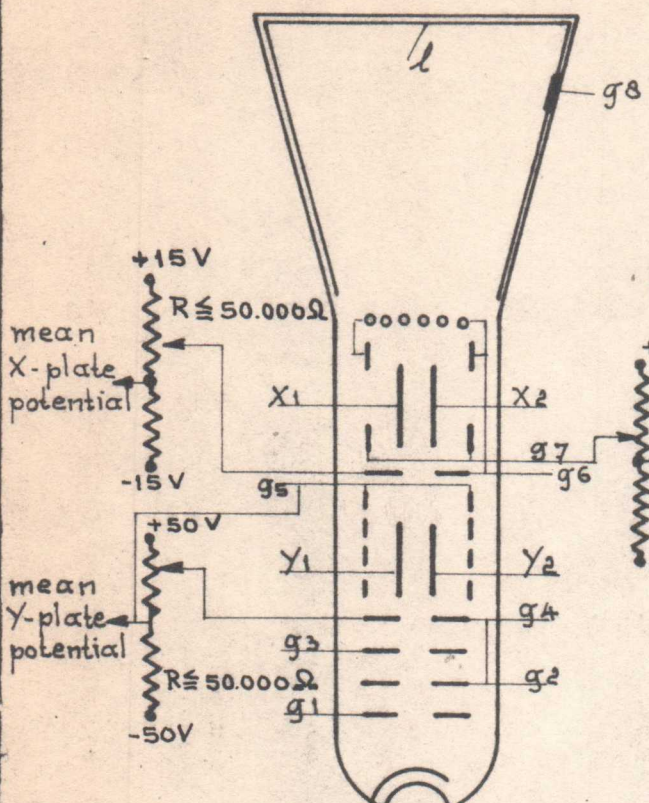 l
g8
+15V
R≦50.000Ω
mean
X-plate
potential
-15V
X1
X2
g7
g6
g5
+50V
Y1
Y2
mean
Y-plate
potential
g4
g3
R≦50.000Ω
g2
g1
-50V